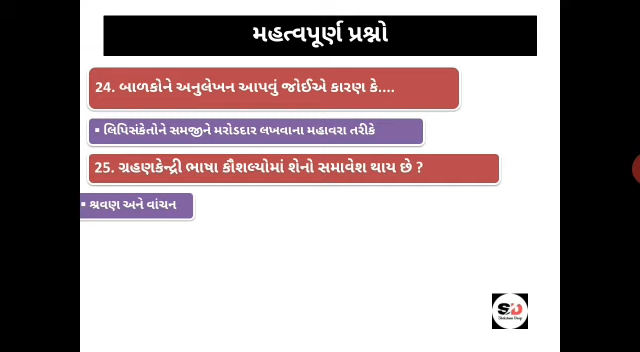 મહત્વપૂર્ણ પ્રશ્નો
24. બાળકોને અનુલેખન આપવું જોઈએ કારણ કે....
▪ લિપિસંકેતોને સમજીને મરોડદાર લખવાના મહાવરા તરીકે
25. ગ્રહણકેન્દ્રી ભાષા કૌશલ્યોમાં શેનો સમાવેશ થાય છે ?
▪ શ્રવણ અને વાંચન
SD